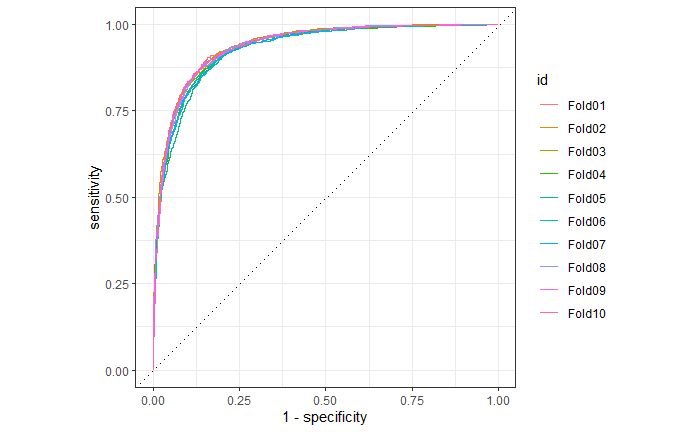 1.00
0.75
0.50
0.25
0.00
sensitivity
0.00 0.25 0.50 0.75 1.00
1 - specificity
id
Fold01
Fold02
Fold03
Fold04
Fold05
Fold06
Fold07
Fold08
Fold09
Fold10